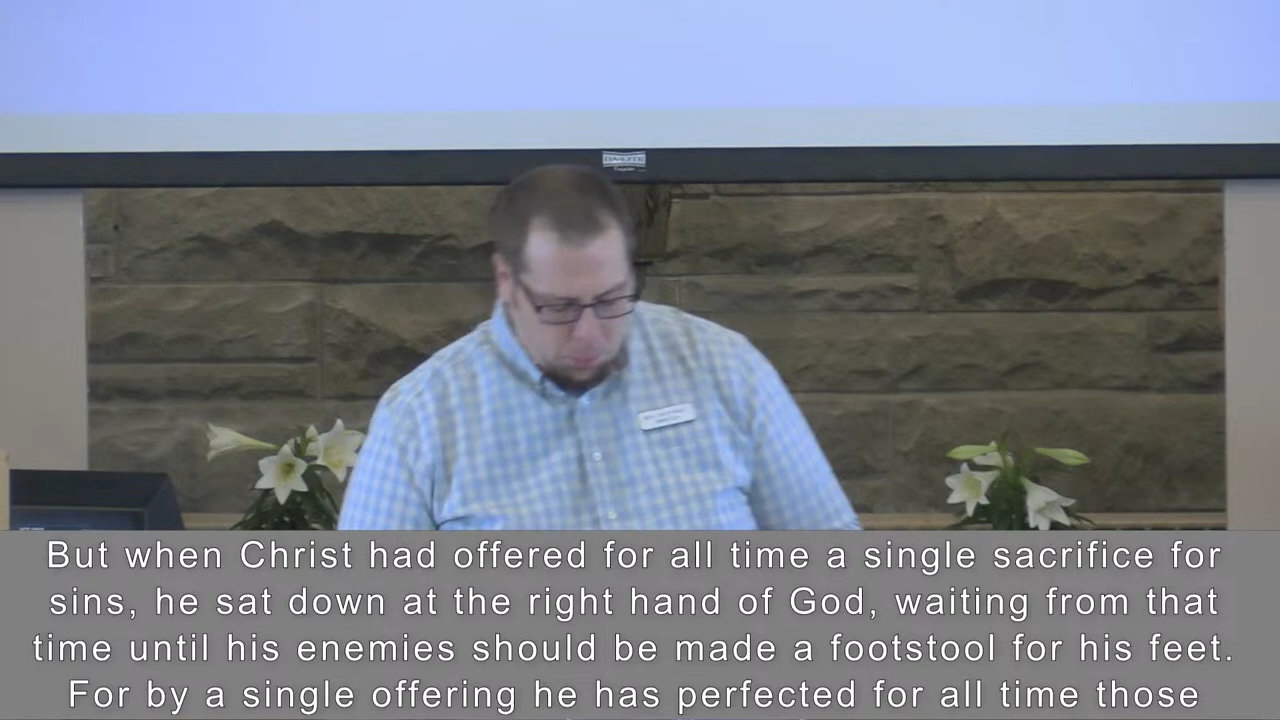 DA-LITE
But when Christ had offered for all time a single sacrifice for
sins, he sat down at the right hand of God, waiting from that
time until his enemies should be made a footstool for his feet.
For by a single offering he has perfected for all time those